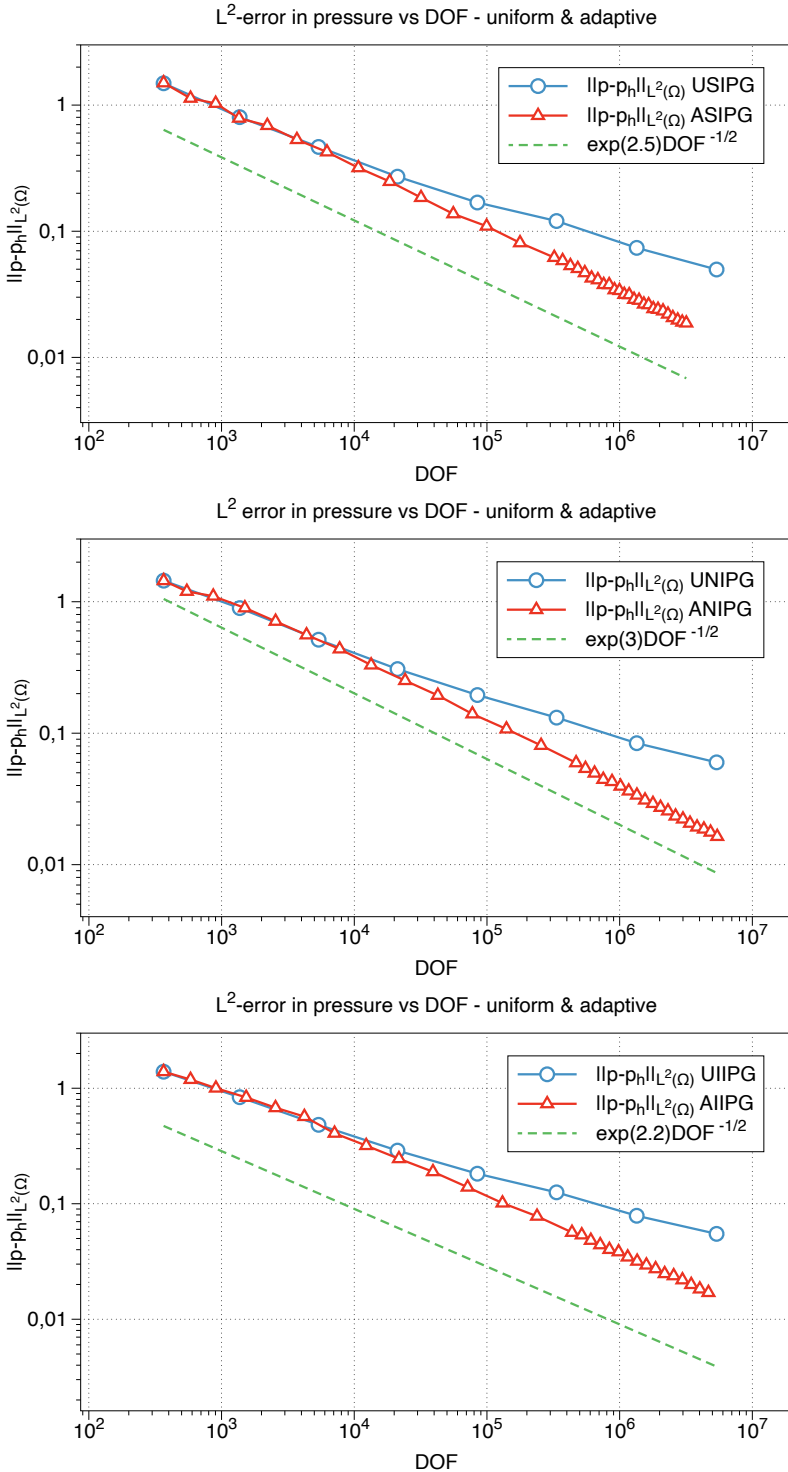 L²-error in pressure vs DOF - uniform & adaptive
||p-pₕ||L²(Ω) USIPG
||p-pₕ||L²(Ω) ASIPG
exp(2.5)DOF -1/2
||p-pₕ||L²(Ω)
1
0,1
0,01
10² 10³ 10⁴ 10⁵ 10⁶ 10⁷
DOF
L² error in pressure vs DOF - uniform & adaptive
||p-pₕ||L²(Ω) UNIPG
||p-pₕ||L²(Ω) ANIPG
exp(3)DOF -1/2
||p-pₕ||L²(Ω)
1
0,1
0,01
10² 10³ 10⁴ 10⁵ 10⁶ 10⁷
DOF
L²-error in pressure vs DOF - uniform & adaptive
||p-pₕ||L²(Ω) UIIPG
||p-pₕ||L²(Ω) AIIPG
exp(2.2)DOF -1/2
||p-pₕ||L²(Ω)
1
0,1
0,01
10² 10³ 10⁴ 10⁵ 10⁶ 10⁷
DOF